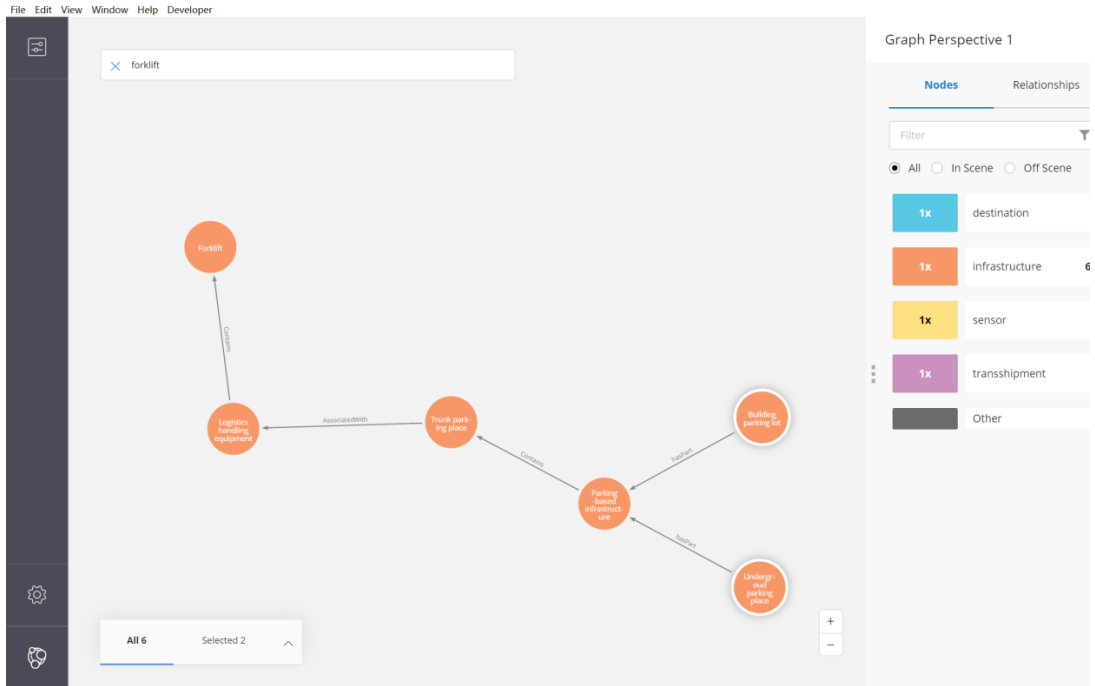 File Edit View Window Help Developer
Graph Perspective 1
forklift
Nodes Relationships
Filter
All In Scene Off Scene
1x destination
1x infrastructure 6
1x sensor
1x transshipment
Other
Forklift
Contains
Logistics
handling
equipment
AssociatedWith
Trunk park-
ing place
Contains
Building
parking lot
hasPart
Parking
-based
infrastruct-
ure
hasPart
Undergr-
oud
parking
place
All 6 Selected 2
+
−